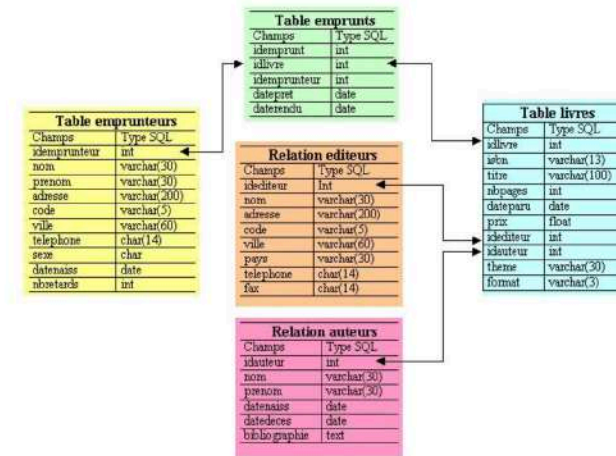 Table emprunts
Champs Type SQL
idemprunt int
idlivre int
idemprunteur int
datepret date
daterendu date
Table emprunteurs
Champs Type SQL
idemprunteur int
nom varchar(30)
prenom varchar(30)
adresse varchar(200)
code varchar(5)
ville varchar(60)
telephone char(14)
sexe char
datenaiss date
nbretards int
Relation editeurs
Champs Type SQL
idediteur Int
nom varchar(30)
adresse varchar(200)
code varchar(5)
ville varchar(60)
pays varchar(30)
telephone char(14)
fax char(14)
Table livres
Champs Type SQL
idlivre int
isbn varchar(13)
titre varchar(100)
nbpages int
dateparu date
prix float
idediteur int
idauteur int
theme varchar(30)
format varchar(3)
Relation auteurs
Champs Type SQL
idauteur int
nom varchar(30)
prenom varchar(30)
datenaiss date
datedeces date
bibliographie text